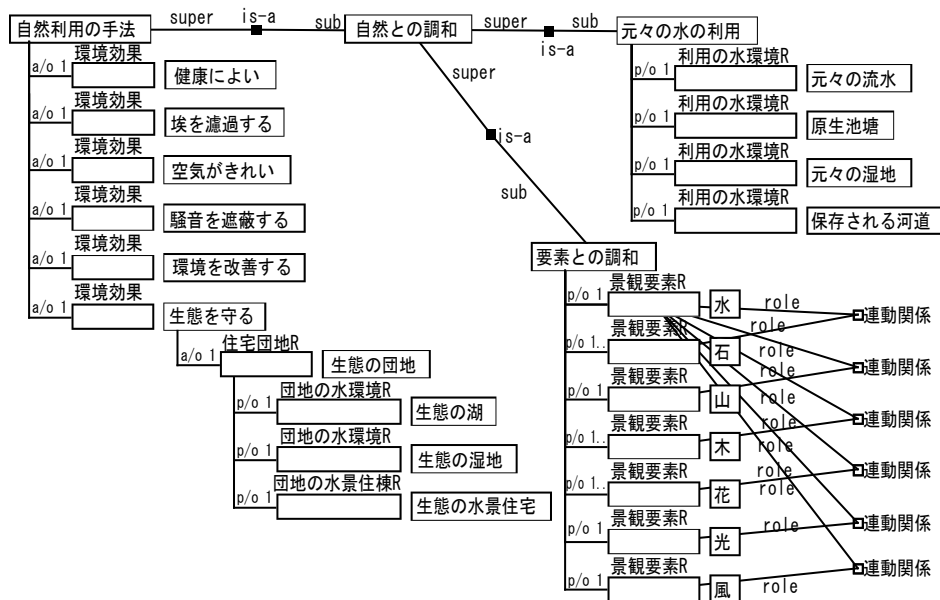 自然利用の手法 super is-a sub 自然との調和 super is-a sub 元々の水の利用
環境効果
a/o 1 健康によい
環境効果
a/o 1 埃を濾過する
環境効果
a/o 1 空気がきれい
環境効果
a/o 1 騒音を遮蔽する
環境効果
a/o 1 環境を改善する
環境効果
a/o 1 生態を守る
住宅団地R
a/o 1 生態の団地
団地の水環境R
p/o 1 生態の湖
団地の水環境R
p/o 1 生態の湿地
団地の水景住棟R
p/o 1 生態の水景住宅
super
is-a
sub
利用の水環境R
p/o 1 元々の流水
利用の水環境R
p/o 1 原生池塘
利用の水環境R
p/o 1 元々の湿地
利用の水環境R
p/o 1 保存される河道
要素との調和
景観要素R
p/o 1 水 role 連動関係
景観要素R role
p/o 1.. 石 role
連動関係
景観要素R
p/o 1 山 role
連動関係
景観要素R role
p/o 1.. 木 role
連動関係
景観要素R
p/o 1.. 花 role
role
景観要素R
p/o 1 光 role 連動関係
景観要素R
p/o 1 風 role 連動関係